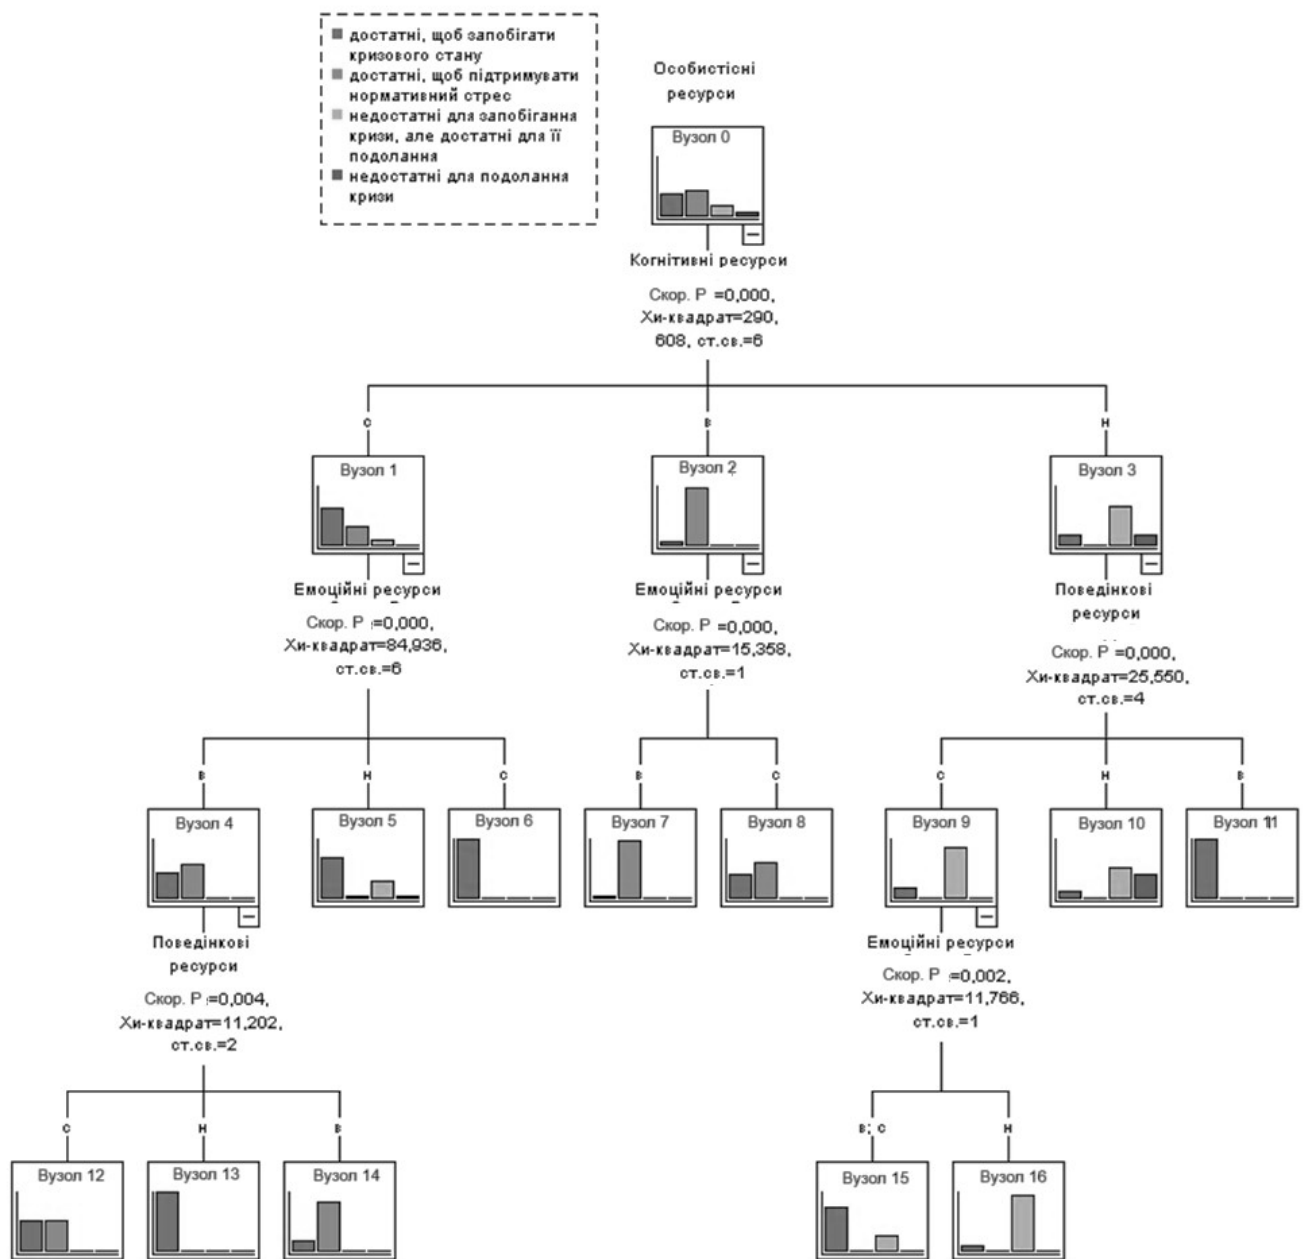 достатні, щоб запобігати
кризового стану
достатні, щоб підтримувати
нормативний стрес
недостатні для запобігання
кризи, але достатні для її
подолання
недостатні для подолання
кризи
Особистісні
ресурси
Вузол 0
Когнітивні ресурси
Скор. P =0,000,
Хи-квадрат=290,
608, ст.св.=6
с
в
н
Вузол 1
Вузол 2
Вузол 3
Емоційні ресурси
Скор. P =0,000,
Хи-квадрат=84,936,
ст.св.=6
Емоційні ресурси
Скор. P =0,000,
Хи-квадрат=15,358,
ст.св.=1
Поведінкові
ресурси
Скор. P =0,000,
Хи-квадрат=25,550,
ст.св.=4
в
н
с
в
с
с
н
в
Вузол 4
Вузол 5
Вузол 6
Вузол 7
Вузол 8
Вузол 9
Вузол 10
Вузол 11
Поведінкові
ресурси
Скор. P =0,004,
Хи-квадрат=11,202,
ст.св.=2
Емоційні ресурси
Скор. P =0,002,
Хи-квадрат=11,766,
ст.св.=1
с
н
в
в; с
н
Вузол 12
Вузол 13
Вузол 14
Вузол 15
Вузол 16